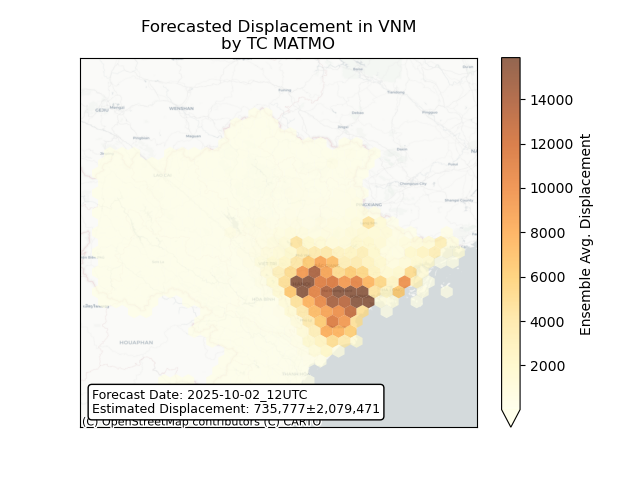 Forecasted Displacement in VNM
by TC MATMO
14000
12000
10000
8000
6000
4000
2000
Ensemble Avg. Displacement
HOUAPHAN
Forecast Date: 2025-10-02_12UTC
Estimated Displacement: 735,777±2,079,471
(C) OpenStreetMap contributors (C) CARTO